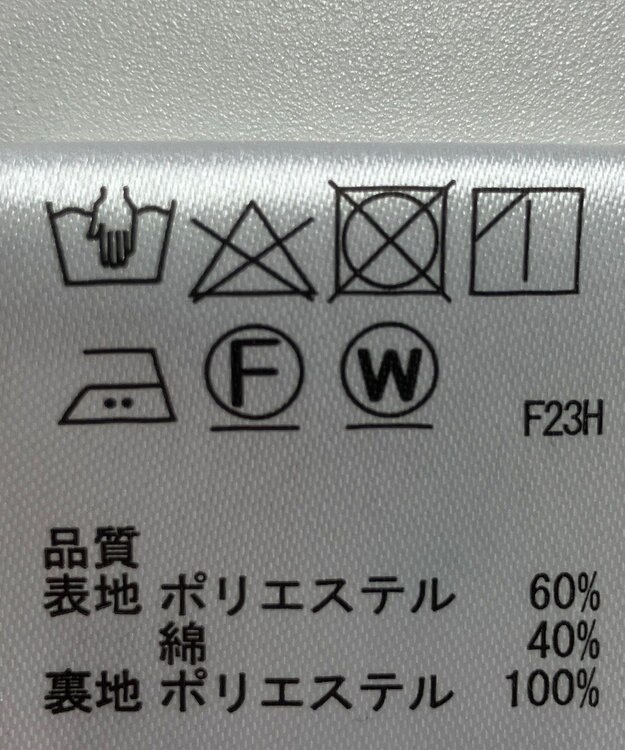 F W F23H
品質
表地 ポリエステル 60%
綿 40%
裏地 ポリエステル 100%